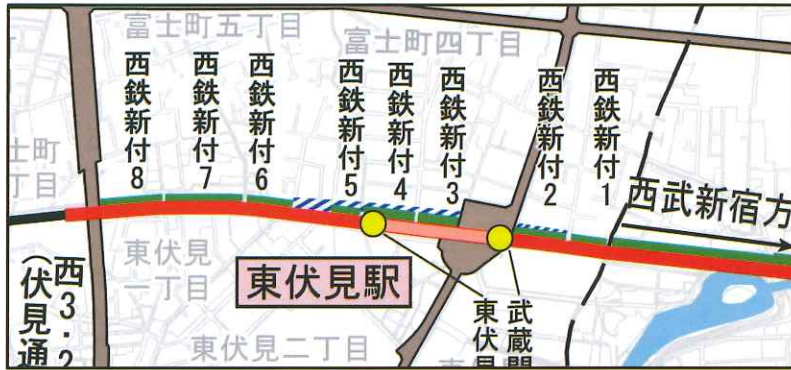 富士町五丁目
富士町四丁目
西鉄新付8
西鉄新付7
西鉄新付6
西鉄新付5
西鉄新付4
西鉄新付3
西鉄新付2
西鉄新付1
士町
丁目
西武新宿方
東伏見
一丁目
東伏見駅
西3・2
(伏見通
東伏見二丁目
東伏見
武蔵関